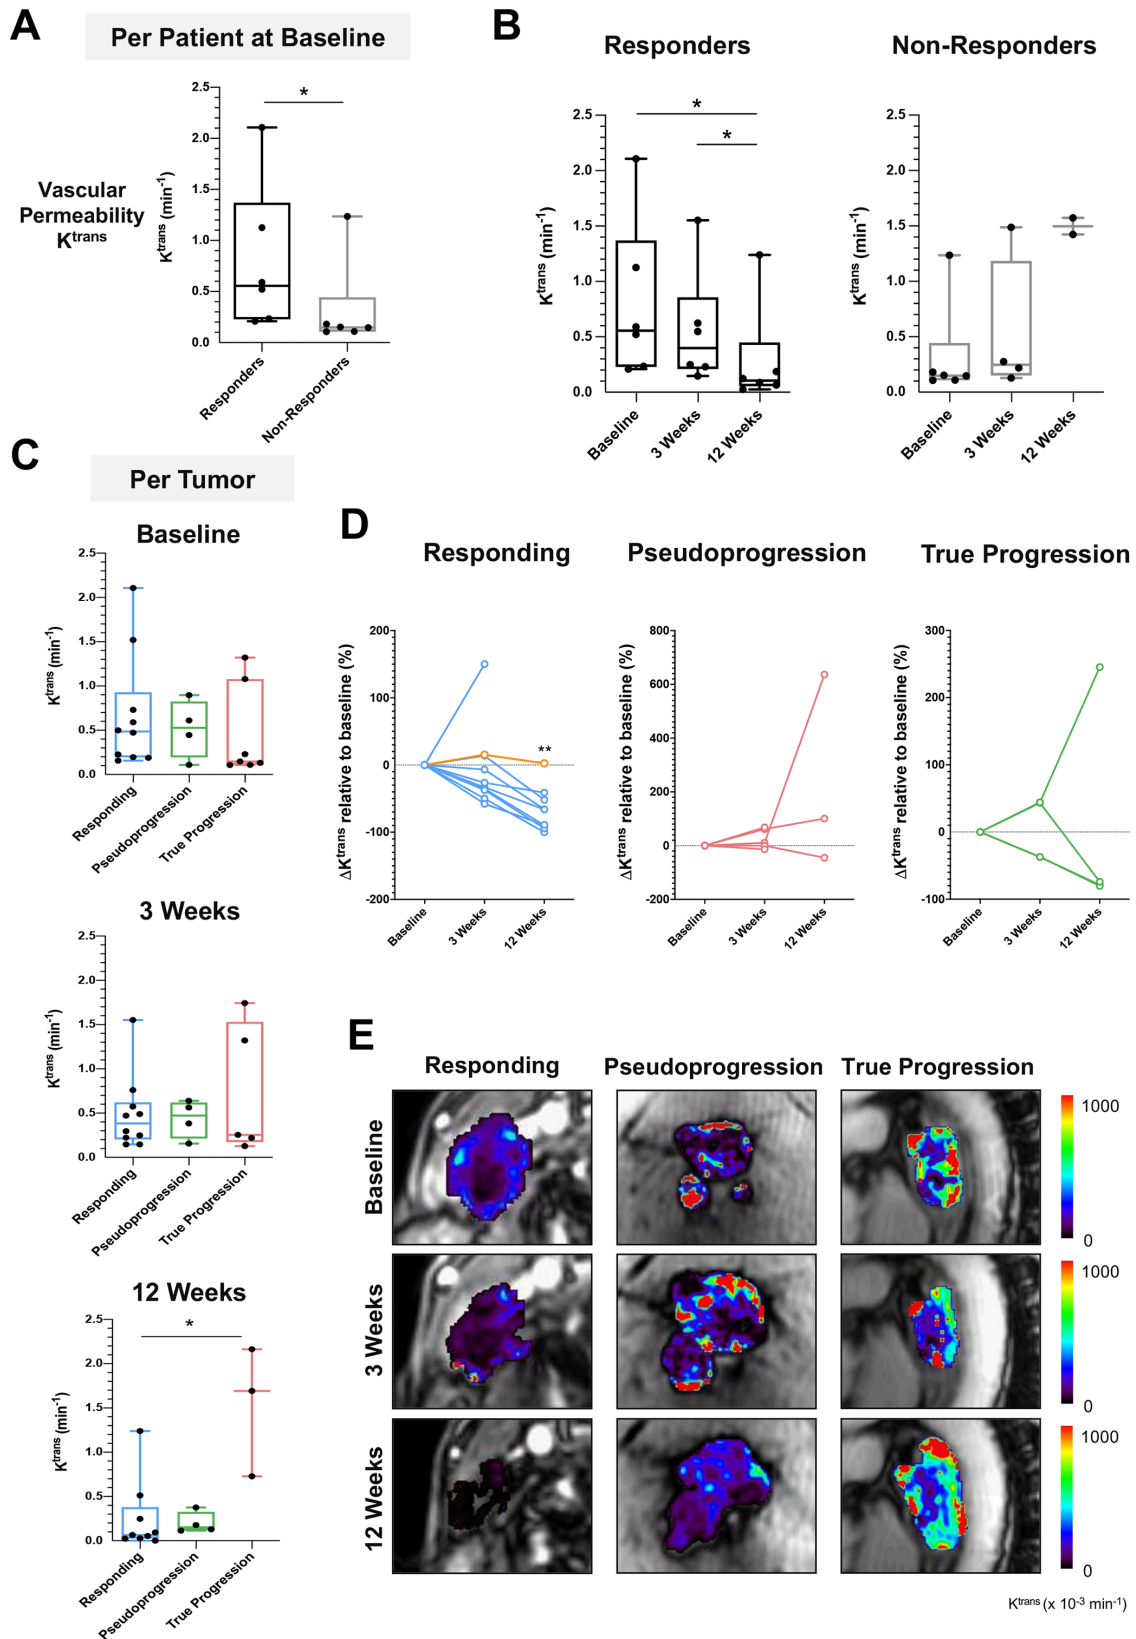 A
Per Patient at Baseline
Vascular
Permeability
Ktrans
Ktrans (min-1)
2.5
2.0
1.5
1.0
0.5
0.0
*
Responders
Non-Responders
B
Responders
Ktrans (min-1)
2.5
2.0
1.5
1.0
0.5
0.0
*
*
Baseline
3 Weeks
12 Weeks
Non-Responders
Ktrans (min-1)
2.5
2.0
1.5
1.0
0.5
0.0
Baseline
3 Weeks
12 Weeks
C
Per Tumor
Baseline
Ktrans (min-1)
2.5
2.0
1.5
1.0
0.5
0.0
Responding
Pseudoprogression
True Progression
3 Weeks
Ktrans (min-1)
2.5
2.0
1.5
1.0
0.5
0.0
Responding
Pseudoprogression
True Progression
12 Weeks
Ktrans (min-1)
2.5
2.0
1.5
1.0
0.5
0.0
*
Responding
Pseudoprogression
True Progression
D
Responding
ΔKtrans relative to baseline (%)
200
100
0
-100
-200
**
Baseline
3 Weeks
12 Weeks
Pseudoprogression
ΔKtrans relative to baseline (%)
800
600
400
200
0
-200
Baseline
3 Weeks
12 Weeks
True Progression
ΔKtrans relative to baseline (%)
300
200
100
0
-100
Baseline
3 Weeks
12 Weeks
E
Responding
Pseudoprogression
True Progression
Baseline
1000
0
3 Weeks
1000
0
12 Weeks
1000
0
Ktrans (x 10-3 min-1)